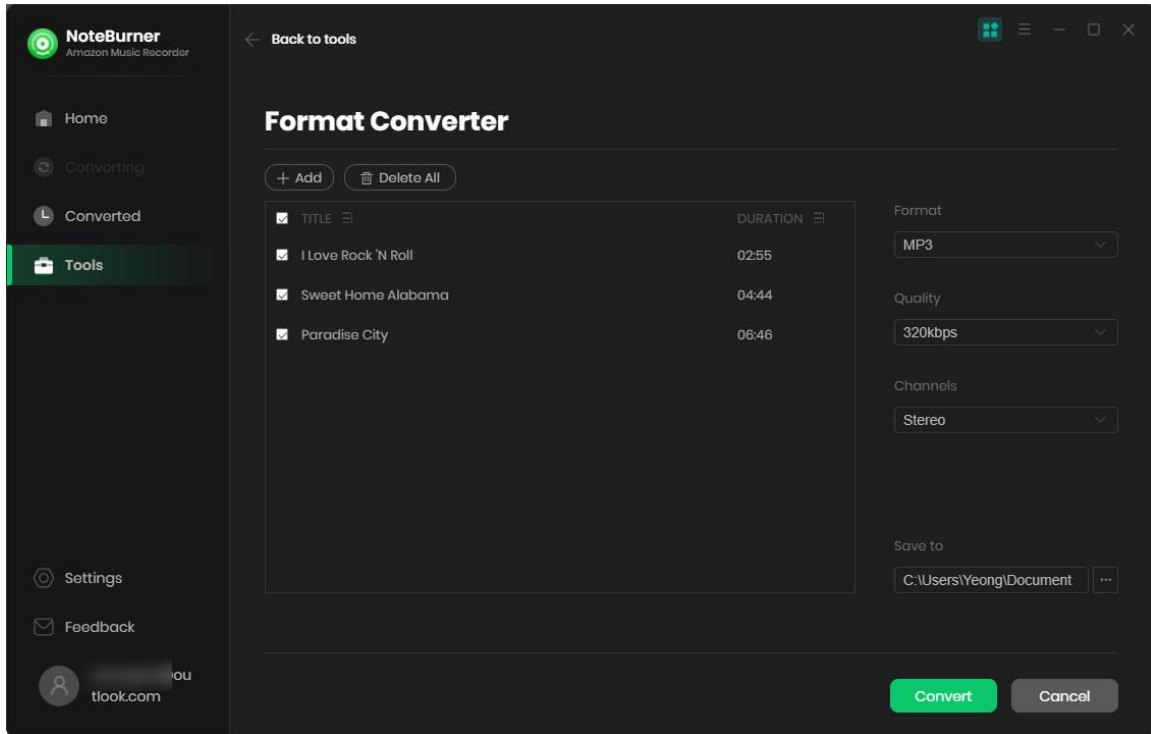 NoteBurner
Amazon Music Recorder
Back to tools
Home
Converting
Converted
Tools
Settings
Feedback
ou
tlook.com
Format Converter
Add
Delete All
TITLE DURATION
I Love Rock 'N Roll 02:55
Sweet Home Alabama 04:44
Paradise City 06:46
Format
MP3
Quality
320kbps
Channels
Stereo
Save to
C:\Users\Yeong\Document
...
Convert
Cancel